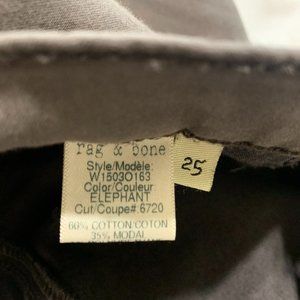 rag & bone
Style/Modèle:
W1503O163
Color/Couleur
ELEPHANT
Cut/Coupe# 6720
60% COTTON/COTON
35% MODAL
25